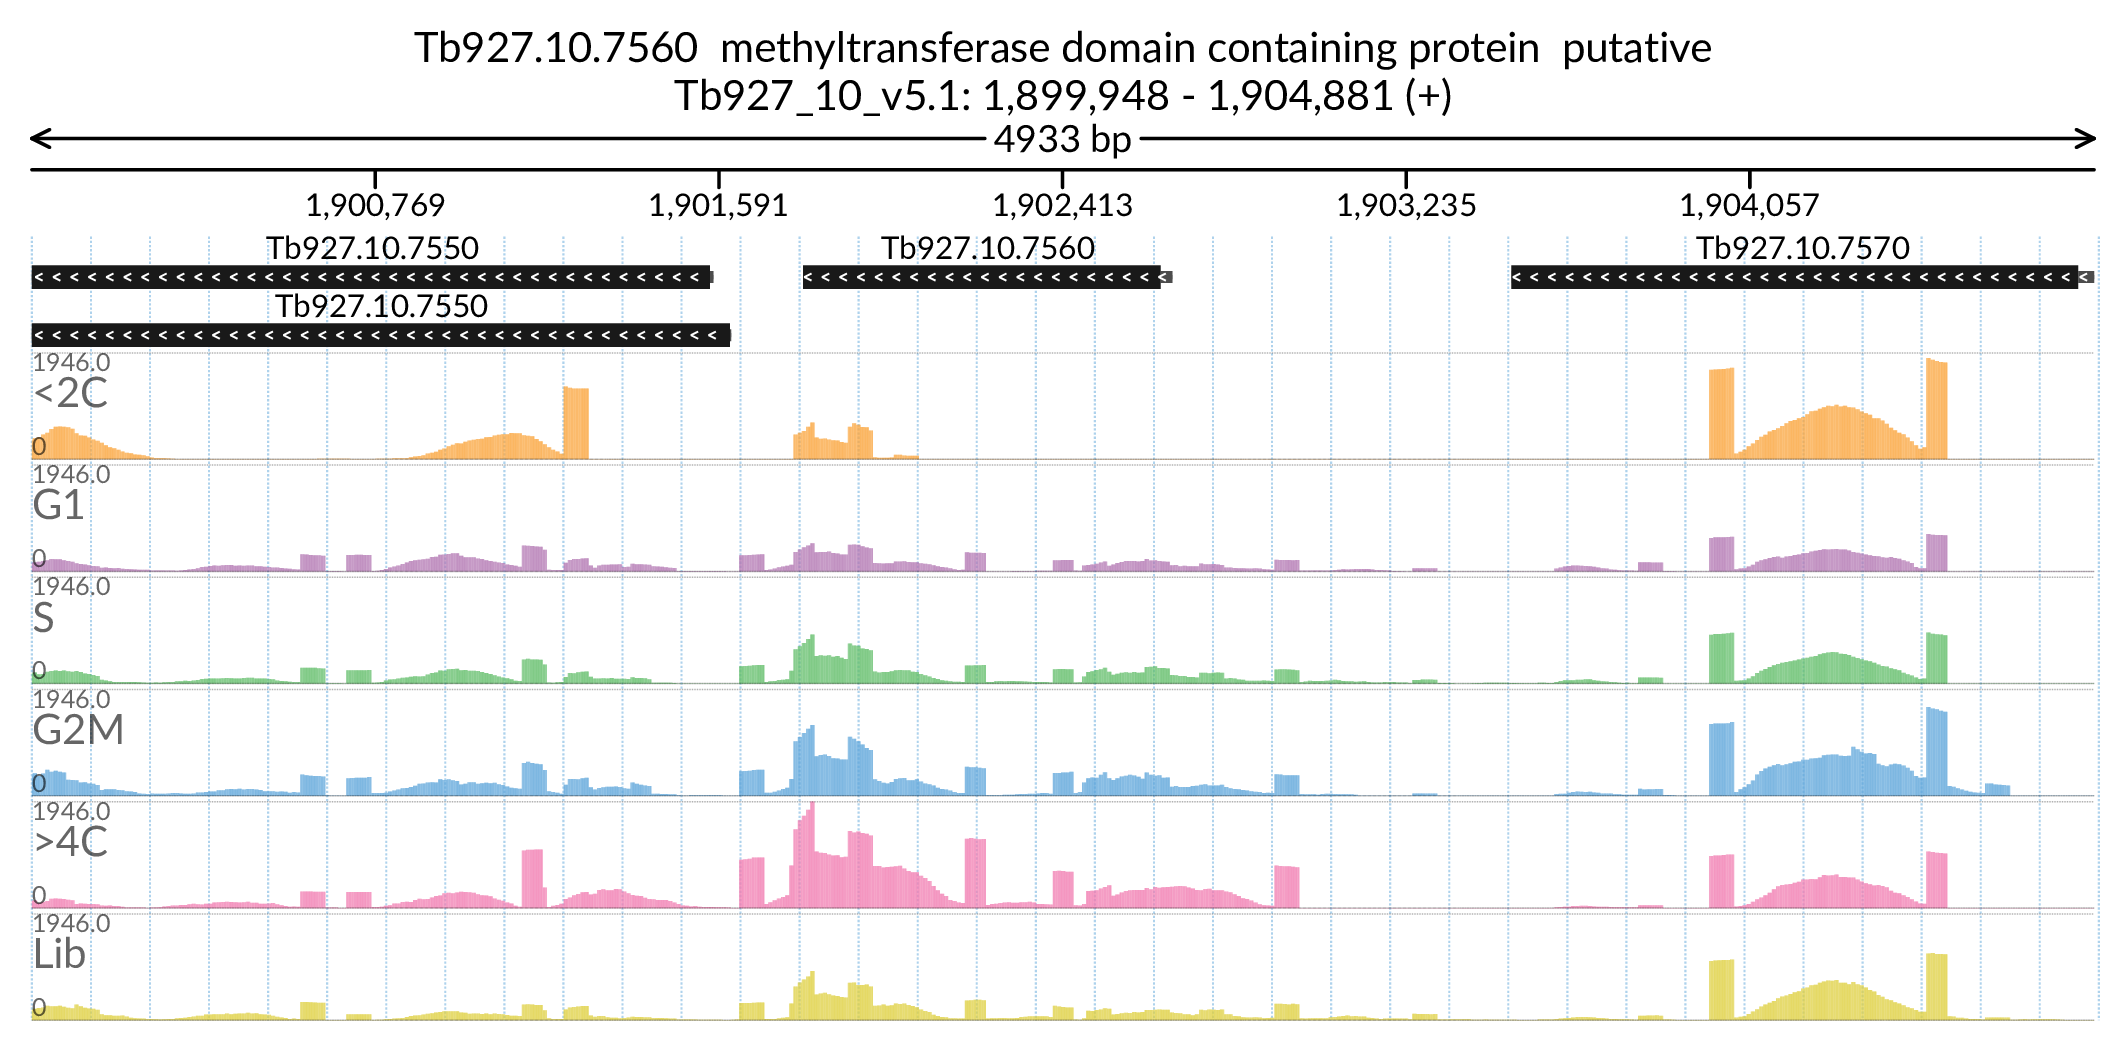 Tb927.10.7560  methyltransferase domain containing protein  putative
Tb927_10_v5.1: 1,899,948 - 1,904,881 (+)
4933 bp
1,900,769 1,901,591 1,902,413 1,903,235 1,904,057
Tb927.10.7550 Tb927.10.7560 Tb927.10.7570
Tb927.10.7550
1946.0
<2C
0
1946.0
G1
0
1946.0
S
0
1946.0
G2M
0
1946.0
>4C
0
1946.0
Lib
0